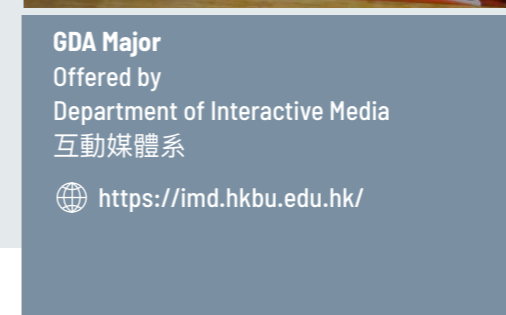 GDA Major
Offered by
Department of Interactive Media
互動媒體系
https://imd.hkbu.edu.hk/